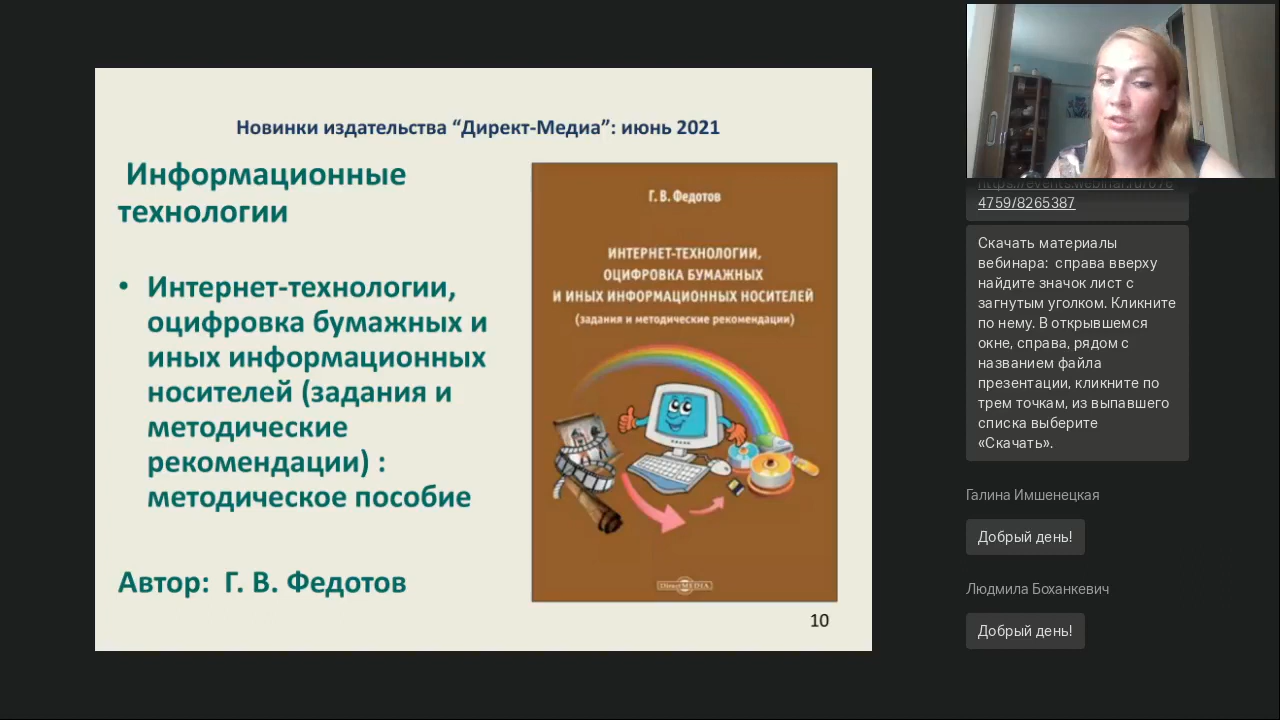 Новинки издательства “Директ-Медиа”: июнь 2021
Информационные
технологии
• Интернет-технологии,
оцифровка бумажных и
иных информационных
носителей (задания и
методические
рекомендации) :
методическое пособие
Автор: Г. В. Федотов
Г. В. Федотов
ИНТЕРНЕТ-ТЕХНОЛОГИИ,
ОЦИФРОВКА БУМАЖНЫХ
И ИНЫХ ИНФОРМАЦИОННЫХ НОСИТЕЛЕЙ
(задания и методические рекомендации)
DirectMEDIA
10
4759/8265387
Скачать материалы
вебинара: справа вверху
найдите значок лист с
загнутым уголком. Кликните
по нему. В открывшемся
окне, справа, рядом с
названием файла
презентации, кликните по
трем точкам, из выпавшего
списка выберите
«Скачать».
Галина Имшенецкая
Добрый день!
Людмила Боханкевич
Добрый день!